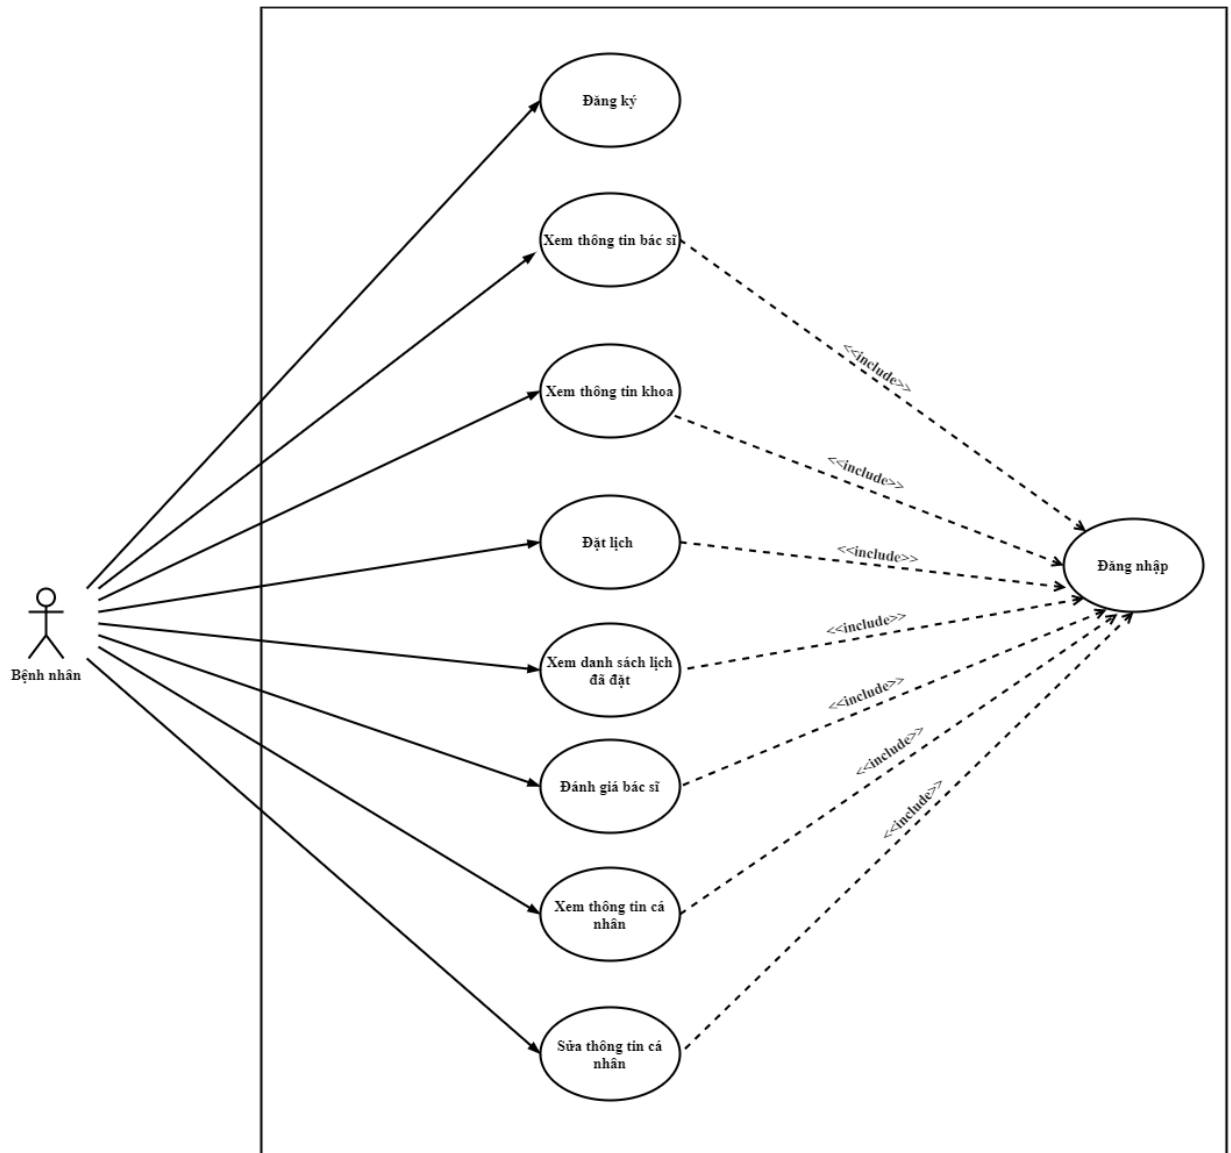 Đăng ký
Xem thông tin bác sĩ
<<include>>
Xem thông tin khoa
<<include>>
Đặt lịch
<<include>>
Đăng nhập
Bệnh nhân
<<include>>
Xem danh sách lịch
đã đặt
<<include>>
Đánh giá bác sĩ
<<include>>
Xem thông tin cá
nhân
<<include>>
Sửa thông tin cá
nhân